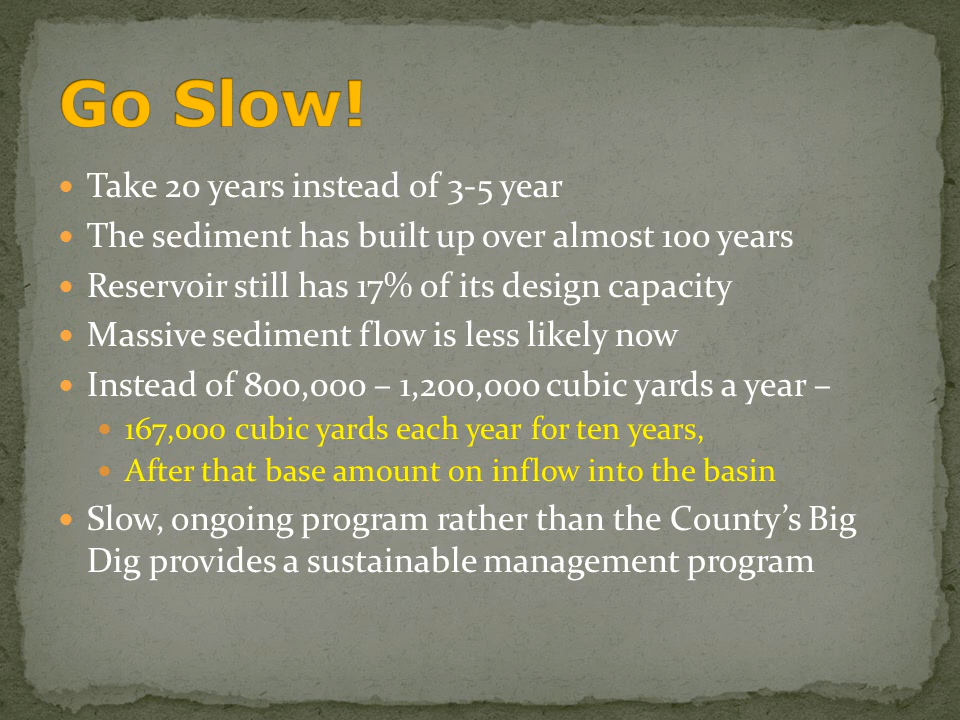 Go Slow!
Take 20 years instead of 3-5 year
The sediment has built up over almost 100 years
Reservoir still has 17% of its design capacity
Massive sediment flow is less likely now
Instead of 800,000 – 1,200,000 cubic yards a year –
167,000 cubic yards each year for ten years,
After that base amount on inflow into the basin
Slow, ongoing program rather than the County’s Big
Dig provides a sustainable management program